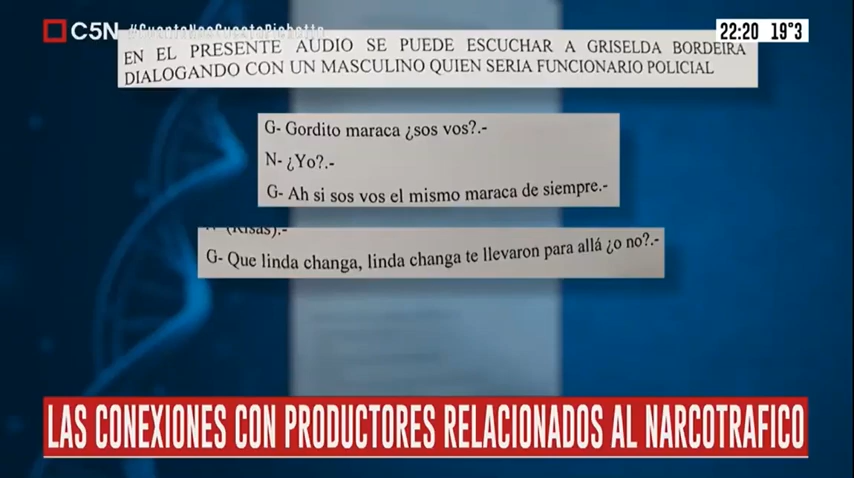 C5N #CuantoNosCuestaPichetto
22:20 19°3
EN EL PRESENTE AUDIO SE PUEDE ESCUCHAR A GRISELDA BORDEIRA
DIALOGANDO CON UN MASCULINO QUIEN SERIA FUNCIONARIO POLICIAL
G- Gordito maraca ¿sos vos?.-
N- ¿Yo?.-
G- Ah si sos vos el mismo maraca de siempre.-
N- (Risas).-
G- Que linda changa, linda changa te llevaron para allá ¿o no?.-
LAS CONEXIONES CON PRODUCTORES RELACIONADOS AL NARCOTRAFICO